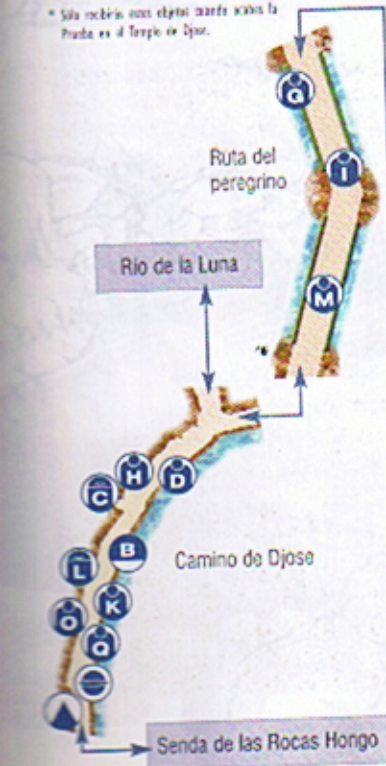 * Sólo recibirás estos objetos cuando acabes la
Prueba en el Templo de Djose.
G
Ruta del
peregrino
I
Río de la Luna
M
H
C
D
B
Camino de Djose
L
K
O
Q
Senda de las Rocas Hongo